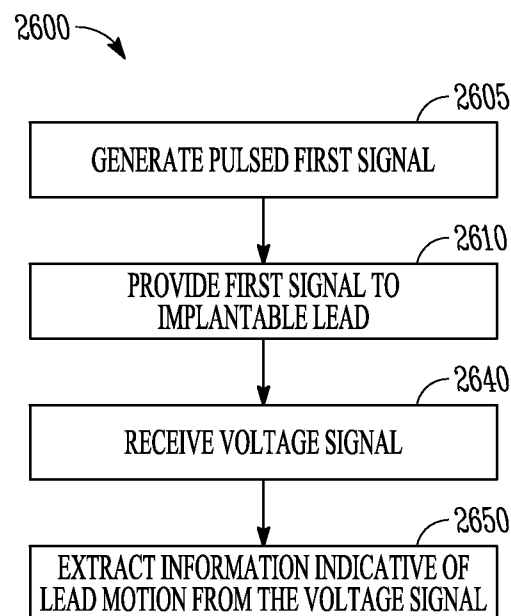 2600
2605
GENERATE PULSED FIRST SIGNAL
2610
PROVIDE FIRST SIGNAL TO
IMPLANTABLE LEAD
2640
RECEIVE VOLTAGE SIGNAL
2650
EXTRACT INFORMATION INDICATIVE OF
LEAD MOTION FROM THE VOLTAGE SIGNAL